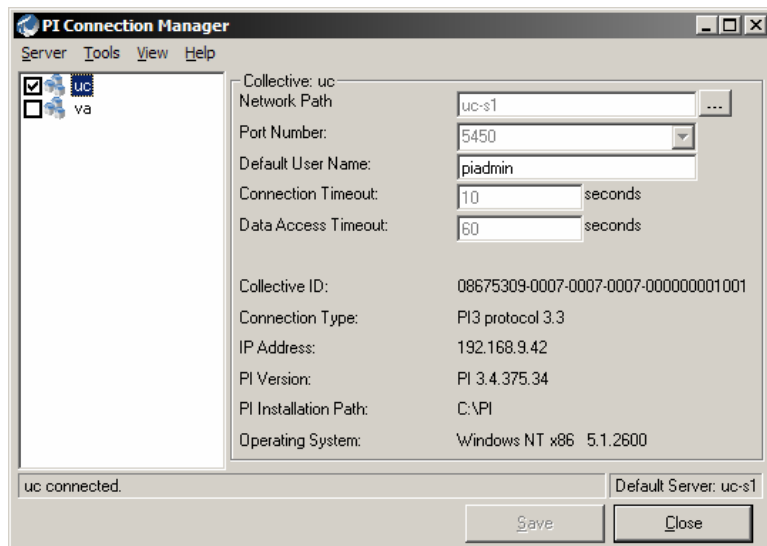 PI Connection Manager
Server Tools View Help
uc
va
Collective: uc
Network Path uc-s1 ...
Port Number: 5450
Default User Name: piadmin
Connection Timeout: 10 seconds
Data Access Timeout: 60 seconds
Collective ID: 08675309-0007-0007-0007-000000001001
Connection Type: PI3 protocol 3.3
IP Address: 192.168.9.42
PI Version: PI 3.4.375.34
PI Installation Path: C:\PI
Operating System: Windows NT x86 5.1.2600
uc connected. Default Server: uc-s1
Save Close